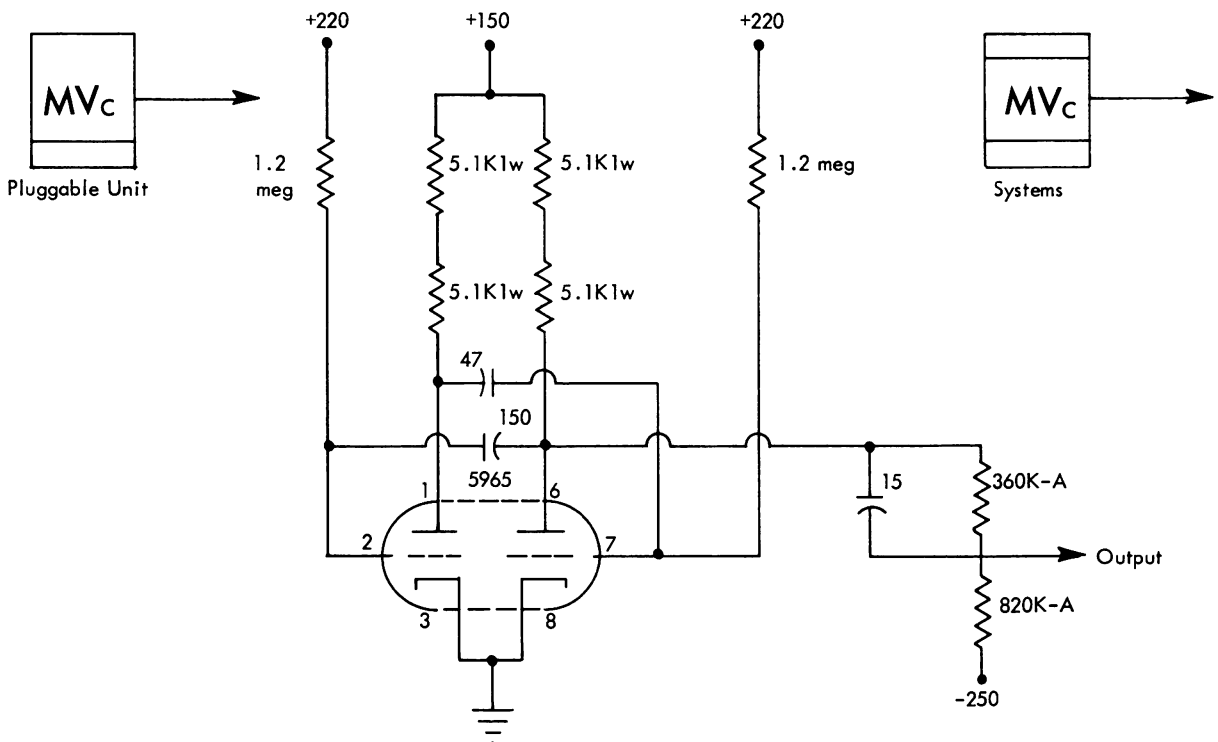 +220
+150
+220
MVC
Pluggable Unit
MVC
Systems
1.2
meg
5.1K1w
5.1K1w
1.2 meg
5.1K1w
5.1K1w
47
150
5965
1
6
2
7
3
8
15
360K-A
Output
820K-A
-250